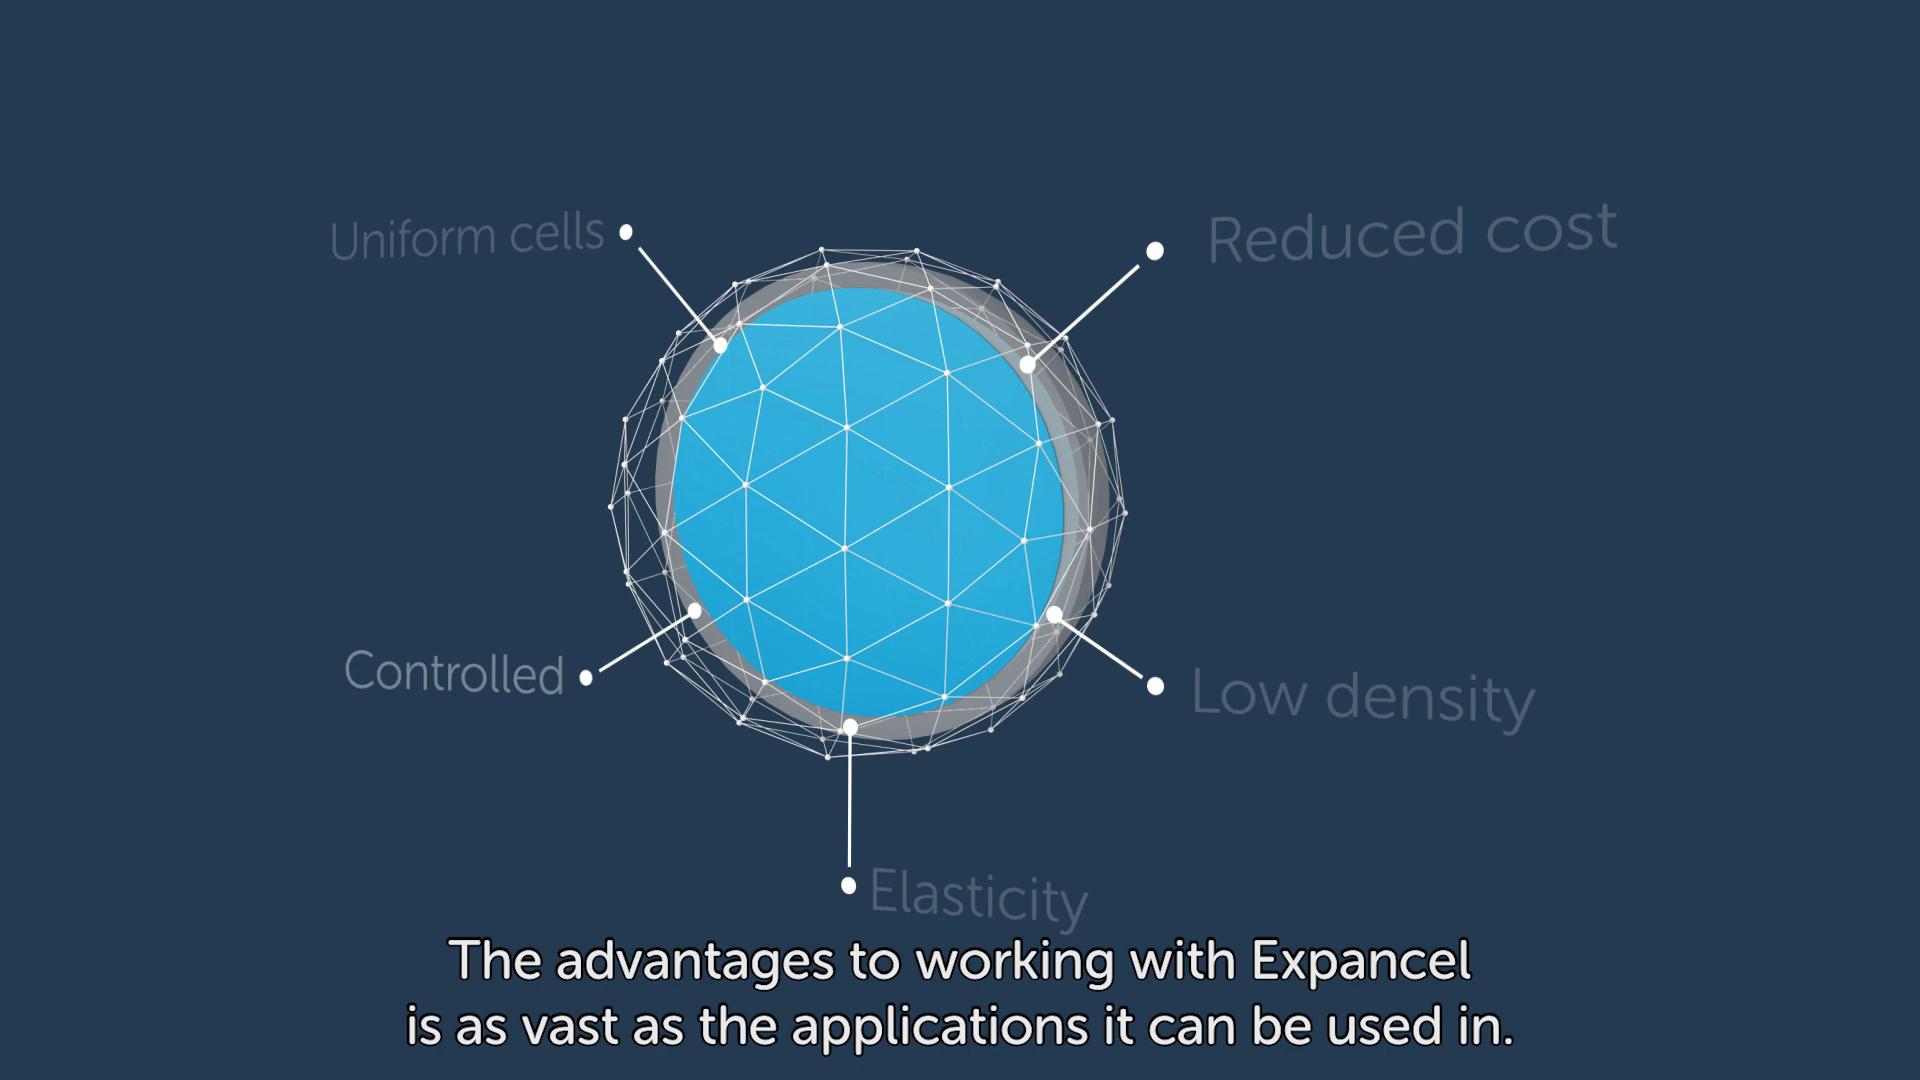 Uniform cells
Reduced cost
Controlled
Low density
Elasticity
The advantages to working with Expancel
is as vast as the applications it can be used in.